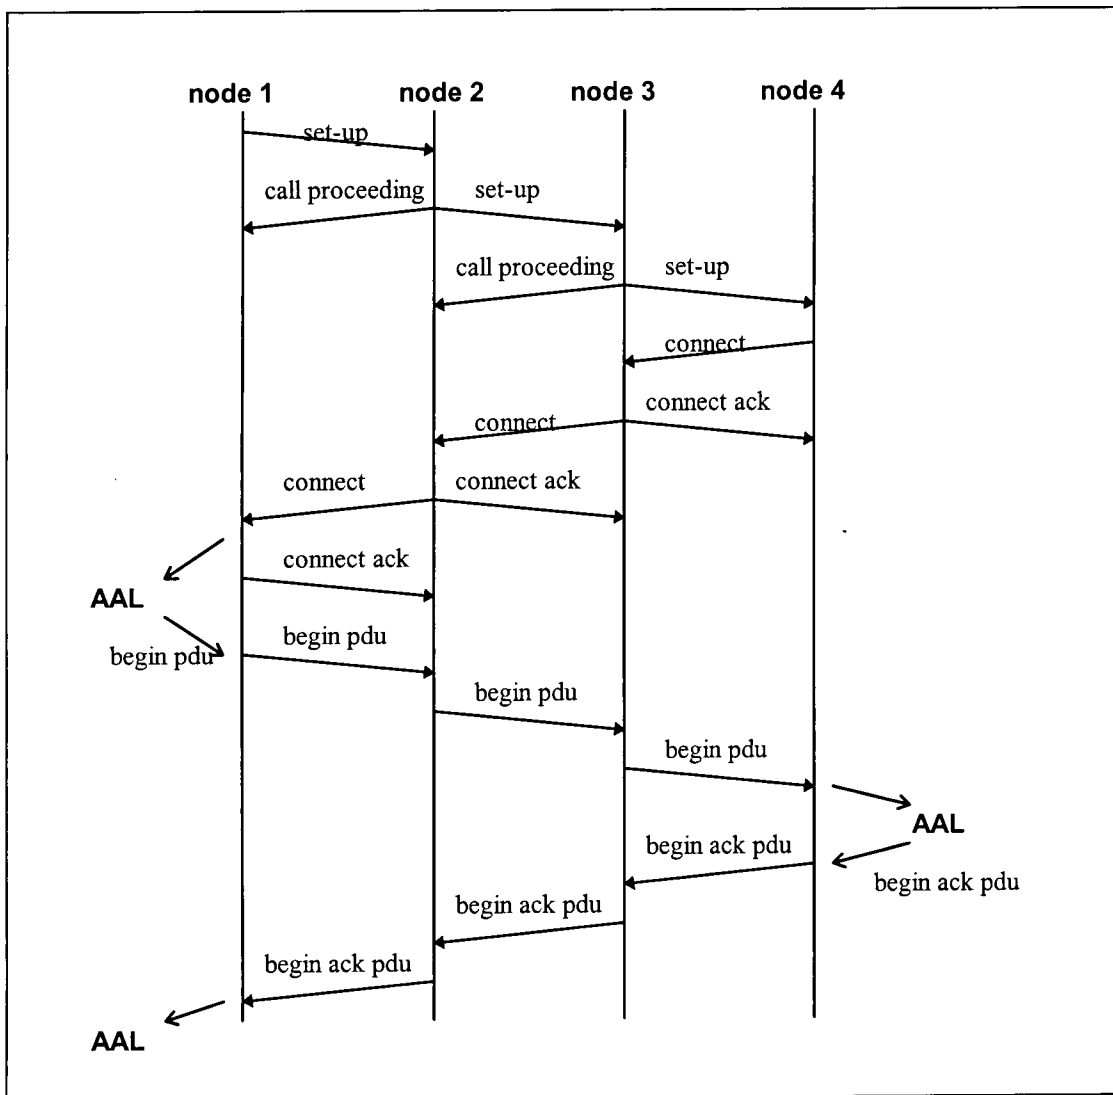 node 1 node 2 node 3 node 4
set-up
call proceeding set-up
call proceeding set-up
connect
connect connect ack
connect connect ack
connect ack
AAL
begin pdu begin pdu
begin pdu
begin pdu
AAL
begin ack pdu
begin ack pdu
begin ack pdu
begin ack pdu
AAL